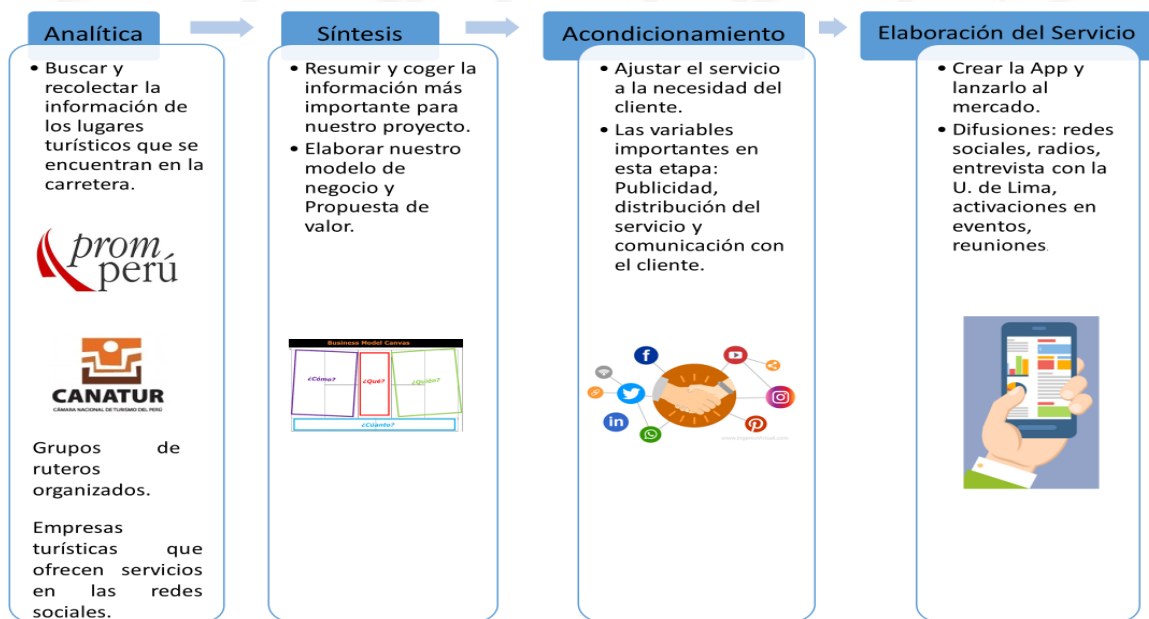 Analítica
• Buscar y
recolectar la
información de
los lugares
turísticos que se
encuentran en la
carretera.
prom
perú
CANATUR
CÁMARA NACIONAL DE TURISMO DEL PERÚ
Grupos de
ruteros
organizados.
Empresas
turísticas que
ofrecen servicios
en las redes
sociales.
Síntesis
• Resumir y coger la
información más
importante para
nuestro proyecto.
• Elaborar nuestro
modelo de
negocio y
Propuesta de
valor.
Business Model Canvas
¿Cómo?
¿Qué?
¿Quién?
¿Cuánto?
Acondicionamiento
• Ajustar el servicio
a la necesidad del
cliente.
• Las variables
importantes en
esta etapa:
Publicidad,
distribución del
servicio y
comunicación con
el cliente.
Elaboración del Servicio
• Crear la App y
lanzarlo al
mercado.
• Difusiones: redes
sociales, radios,
entrevista con la
U. de Lima,
activaciones en
eventos,
reuniones.